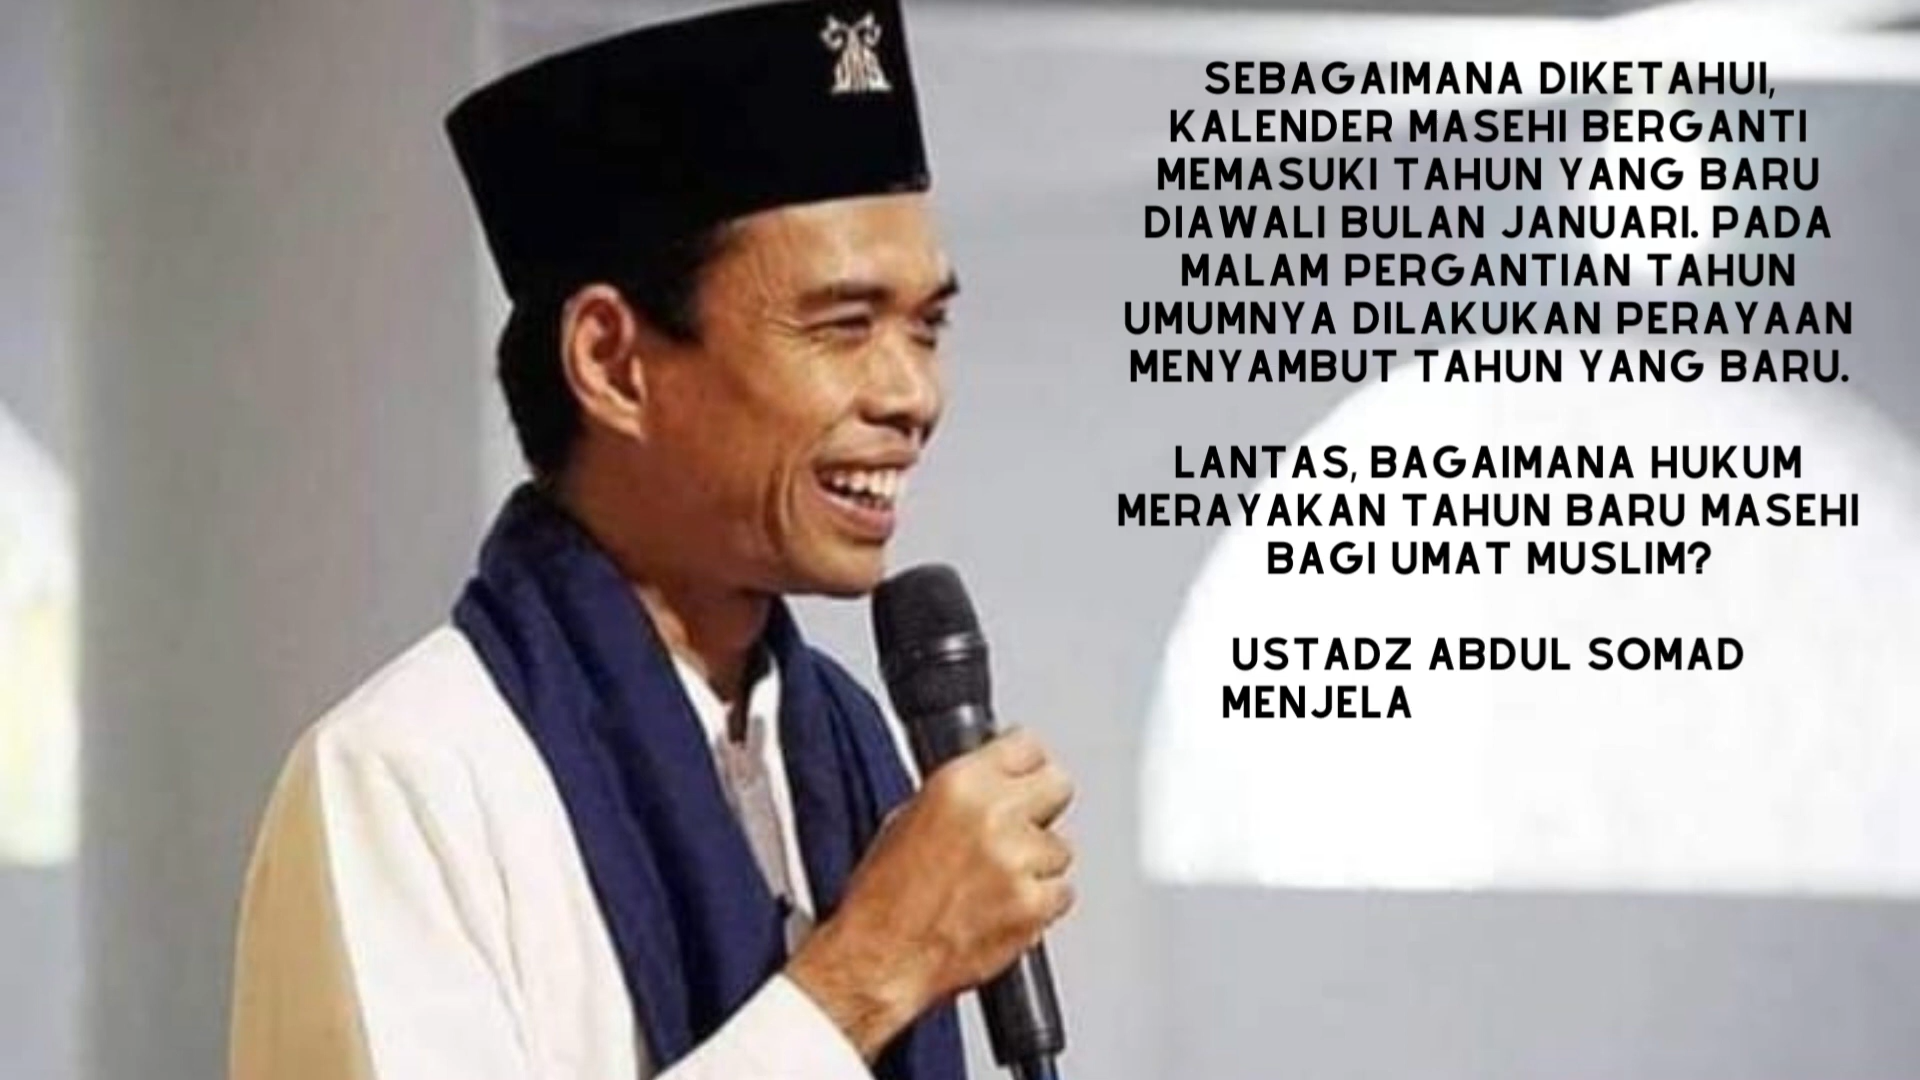 SEBAGAIMANA DIKETAHUI,
KALENDER MASEHI BERGANTI
MEMASUKI TAHUN YANG BARU
DIAWALI BULAN JANUARI. PADA
MALAM PERGANTIAN TAHUN
UMUMNYA DILAKUKAN PERAYAAN
MENYAMBUT TAHUN YANG BARU.
LANTAS, BAGAIMANA HUKUM
MERAYAKAN TAHUN BARU MASEHI
BAGI UMAT MUSLIM?
USTADZ ABDUL SOMAD
MENJELA